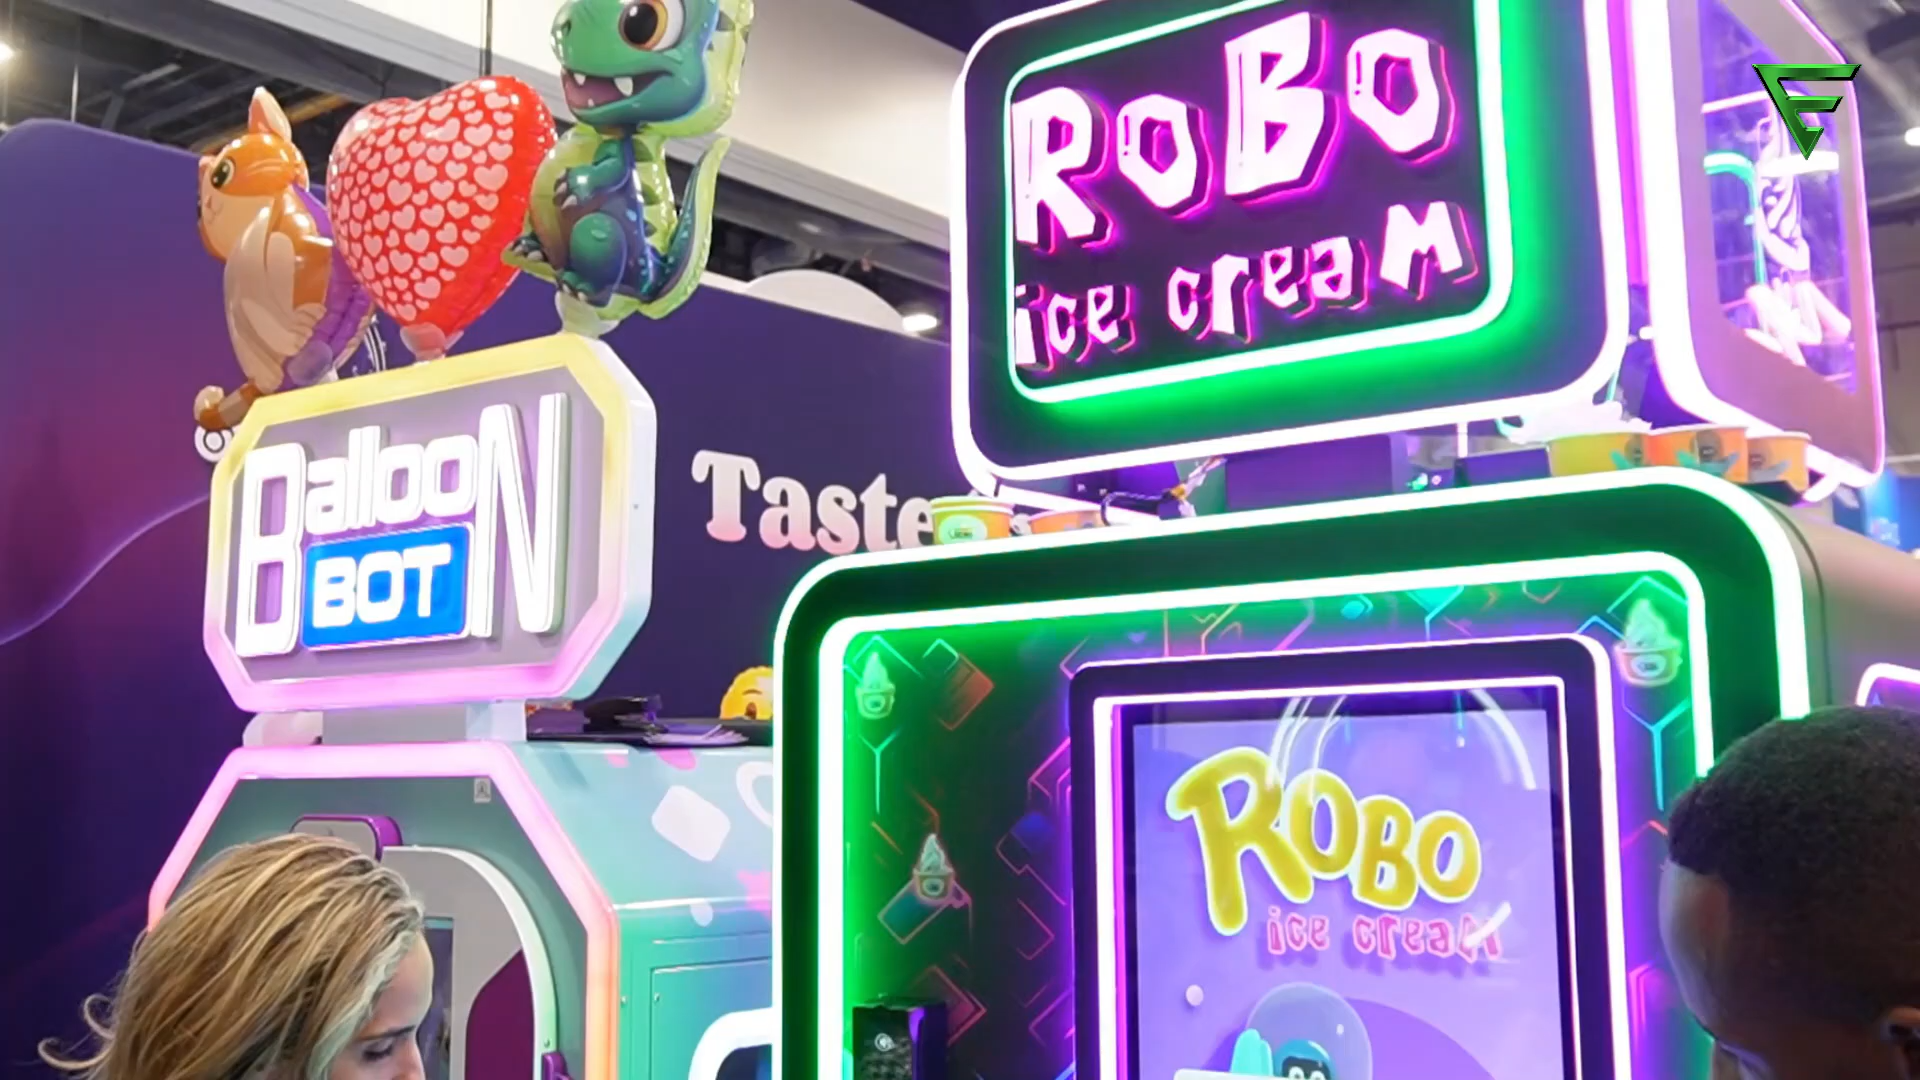 RoBo
ice creaM
BallooN
BOT
Taste
RoBo
ice cream